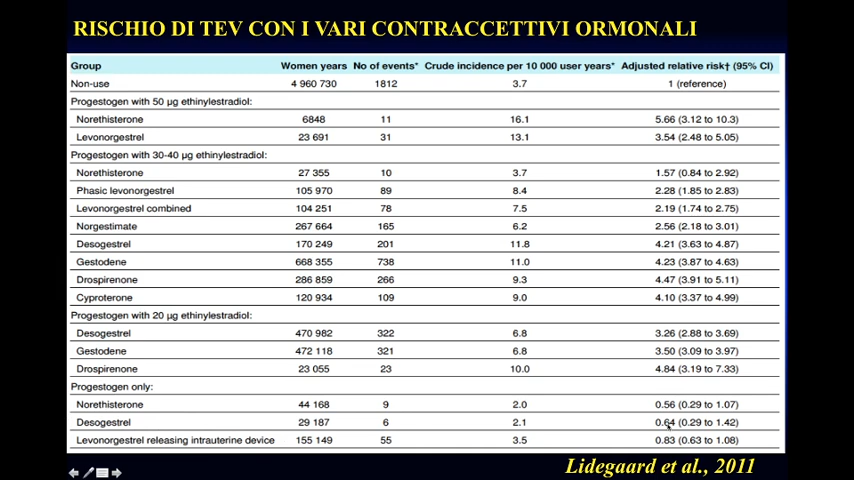 RISCHIO DI TEV CON I VARI CONTRACCETTIVI ORMONALI
Group Women years No of events* Crude incidence per 10 000 user years* Adjusted relative risk† (95% CI)
Non-use 4 960 730 1812 3.7 1 (reference)
Progestogen with 50 µg ethinylestradiol:
Norethisterone 6848 11 16.1 5.66 (3.12 to 10.3)
Levonorgestrel 23 691 31 13.1 3.54 (2.48 to 5.05)
Progestogen with 30-40 µg ethinylestradiol:
Norethisterone 27 355 10 3.7 1.57 (0.84 to 2.92)
Phasic levonorgestrel 105 970 89 8.4 2.28 (1.85 to 2.83)
Levonorgestrel combined 104 251 78 7.5 2.19 (1.74 to 2.75)
Norgestimate 267 664 165 6.2 2.56 (2.18 to 3.01)
Desogestrel 170 249 201 11.8 4.21 (3.63 to 4.87)
Gestodene 668 355 738 11.0 4.23 (3.87 to 4.63)
Drospirenone 286 859 266 9.3 4.47 (3.91 to 5.11)
Cyproterone 120 934 109 9.0 4.10 (3.37 to 4.99)
Progestogen with 20 µg ethinylestradiol:
Desogestrel 470 982 322 6.8 3.26 (2.88 to 3.69)
Gestodene 472 118 321 6.8 3.50 (3.09 to 3.97)
Drospirenone 23 055 23 10.0 4.84 (3.19 to 7.33)
Progestogen only:
Norethisterone 44 168 9 2.0 0.56 (0.29 to 1.07)
Desogestrel 29 187 6 2.1 0.64 (0.29 to 1.42)
Levonorgestrel releasing intrauterine device 155 149 55 3.5 0.83 (0.63 to 1.08)
Lidegaard et al., 2011